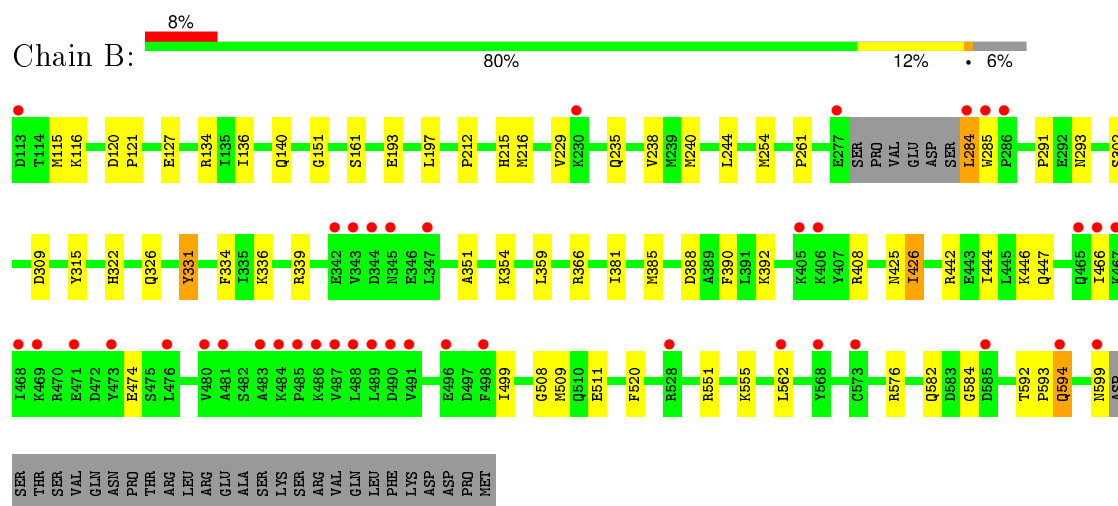 8%
Chain B:
80% 12% • 6%
D113 T114 M115 K116 D120 P121 E127 R134 I135 I136 Q140 G151 S161 E193 L197 P212 H215 M216 V229 K230 Q235 V238 M239 M240 L244 M254 P261 E277 SER PRO VAL GLU ASP SER L284 W285 P286 P291 E292 N293
D309 Y315 H322 Q326 Y331 F334 I335 K336 R339 E342 V343 D344 N345 E346 L347 A351 K354 L359 R366 I381 M385 D388 A389 F390 L391 K392 K405 K406 Y407 R408 N425 I426 R442 E443 I444 L445 K446 Q447 Q465 I466 K467
I468 K469 R470 E471 D472 Y473 E474 S475 L476 V480 A481 S482 A483 K484 P485 K486 V487 L488 L489 D490 V491 E496 D497 F498 I499 G508 M509 Q510 E511 F520 R528 R551 K555 L562 Y568 C573 R576 Q582 D583 G584 D585 T592 P593 Q594 N599 ASP
SER THR SER VAL GLN ASN PRO THR ARG LEU ARG GLU ALA SER LYS SER ARG VAL GLN LEU PHE LYS ASP ASP PRO MET